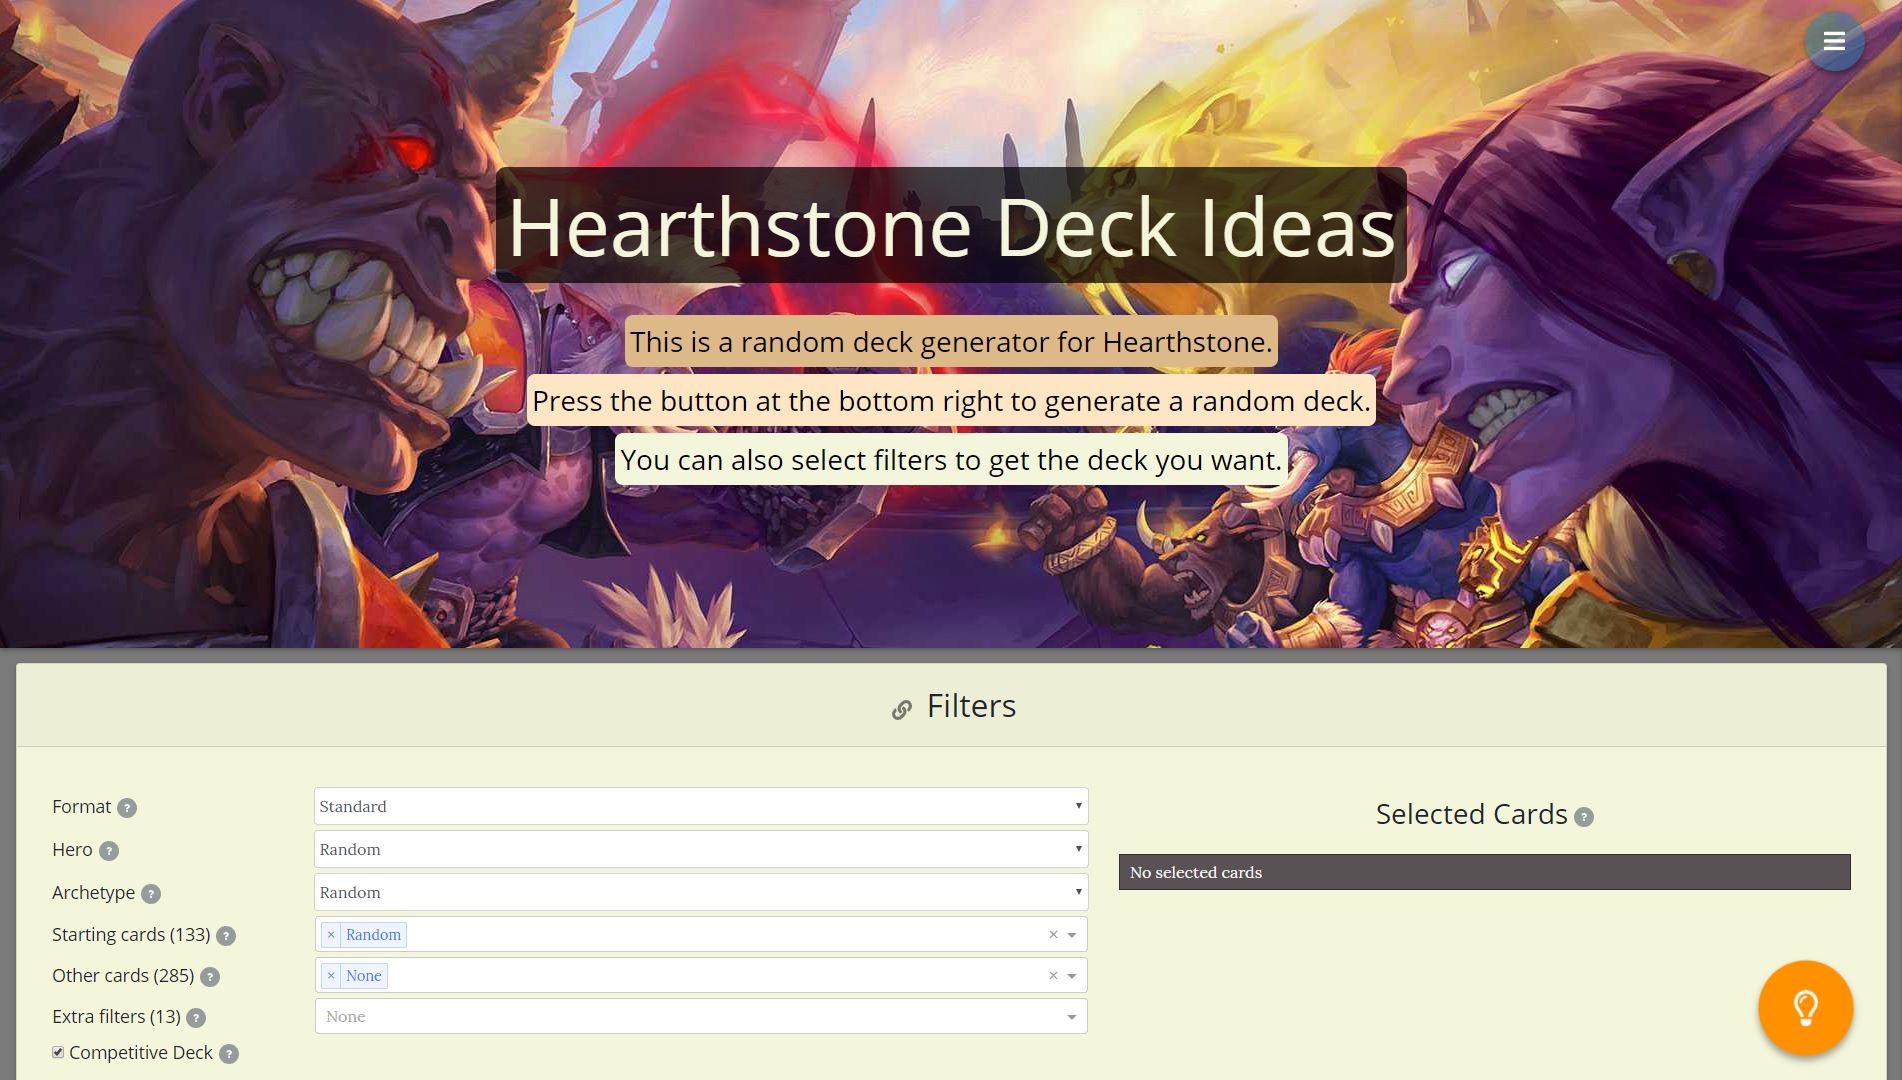 Hearthstone Deck Ideas
This is a random deck generator for Hearthstone.
Press the button at the bottom right to generate a random deck.
You can also select filters to get the deck you want.
Filters
Format ?
Standard
Hero ?
Random
Archetype ?
Random
Starting cards (133) ?
× Random ×
Other cards (285) ?
× None ×
Extra filters (13) ?
None
Competitive Deck ?
Selected Cards ?
No selected cards